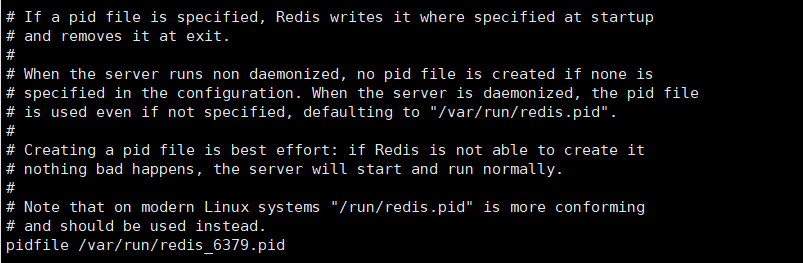 # If a pid file is specified, Redis writes it where specified at startup
# and removes it at exit.
#
# When the server runs non daemonized, no pid file is created if none is
# specified in the configuration. When the server is daemonized, the pid file
# is used even if not specified, defaulting to "/var/run/redis.pid".
#
# Creating a pid file is best effort: if Redis is not able to create it
# nothing bad happens, the server will start and run normally.
#
# Note that on modern Linux systems "/run/redis.pid" is more conforming
# and should be used instead.
pidfile /var/run/redis_6379.pid